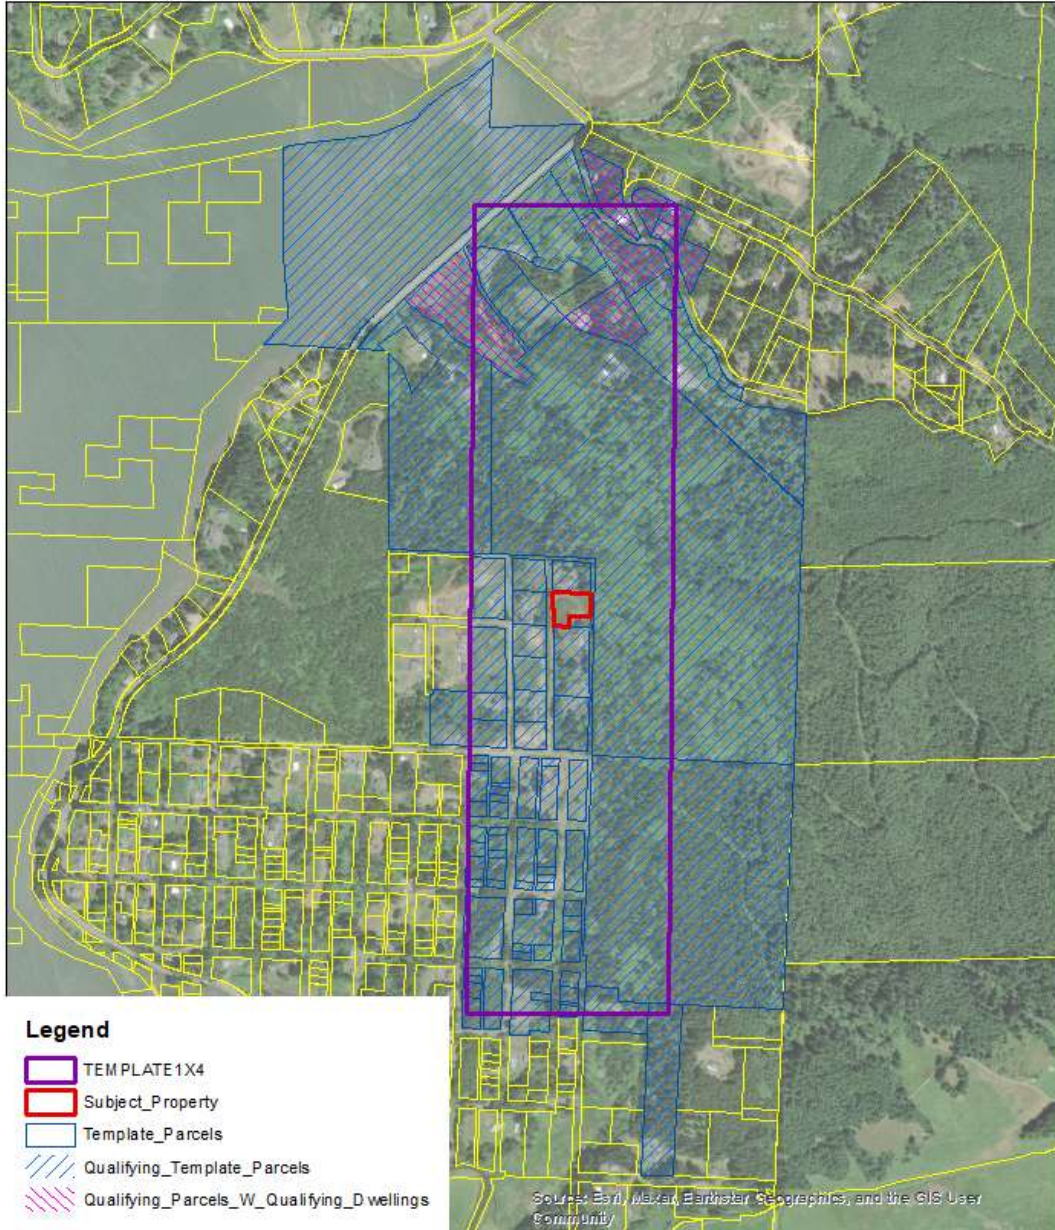 Legend
TEMPLATE1X4
Subject_Property
Template_Parcels
Qualifying_Template_Parcels
Qualifying_Parcels_W_Qualifying_Dwellings
Source: Esri, Maxar, Earthstar Geographics, and the GIS User
Community